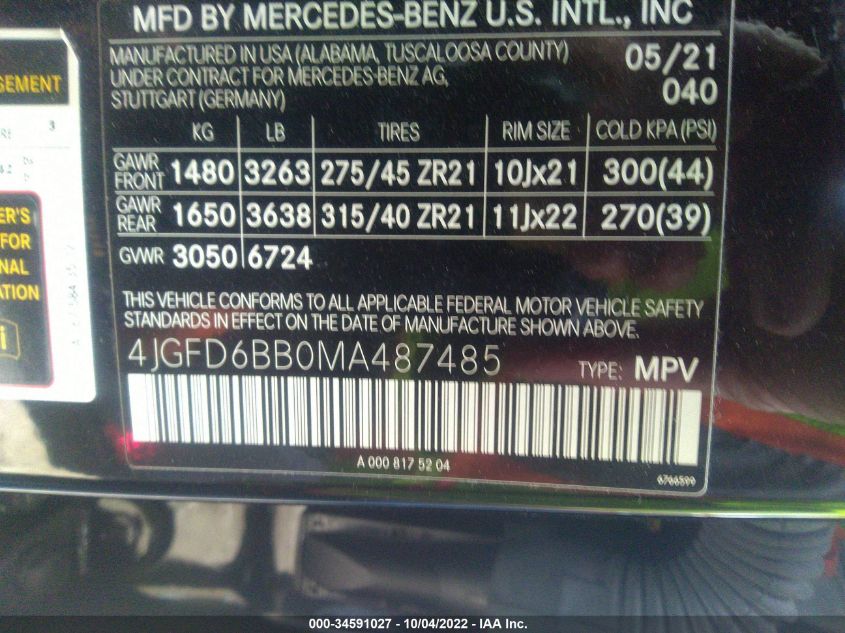 MFD BY MERCEDES-BENZ U.S. INTL., INC
MANUFACTURED IN USA (ALABAMA, TUSCALOOSA COUNTY) 05/21
UNDER CONTRACT FOR MERCEDES-BENZ AG,
STUTTGART (GERMANY) 040
KG LB TIRES RIM SIZE COLD KPA (PSI)
GAWR FRONT 1480 3263 275/45 ZR21 10Jx21 300(44)
GAWR REAR 1650 3638 315/40 ZR21 11Jx22 270(39)
GVWR 3050 6724
THIS VEHICLE CONFORMS TO ALL APPLICABLE FEDERAL MOTOR VEHICLE SAFETY
STANDARDS IN EFFECT ON THE DATE OF MANUFACTURE SHOWN ABOVE.
4JGFD6BB0MA487485 TYPE: MPV
A 000 817 52 04
6766599
GEMENT
RE 3
ER'S
FOR
NAL
ATION
i
000-34591027 - 10/04/2022 - IAA Inc.